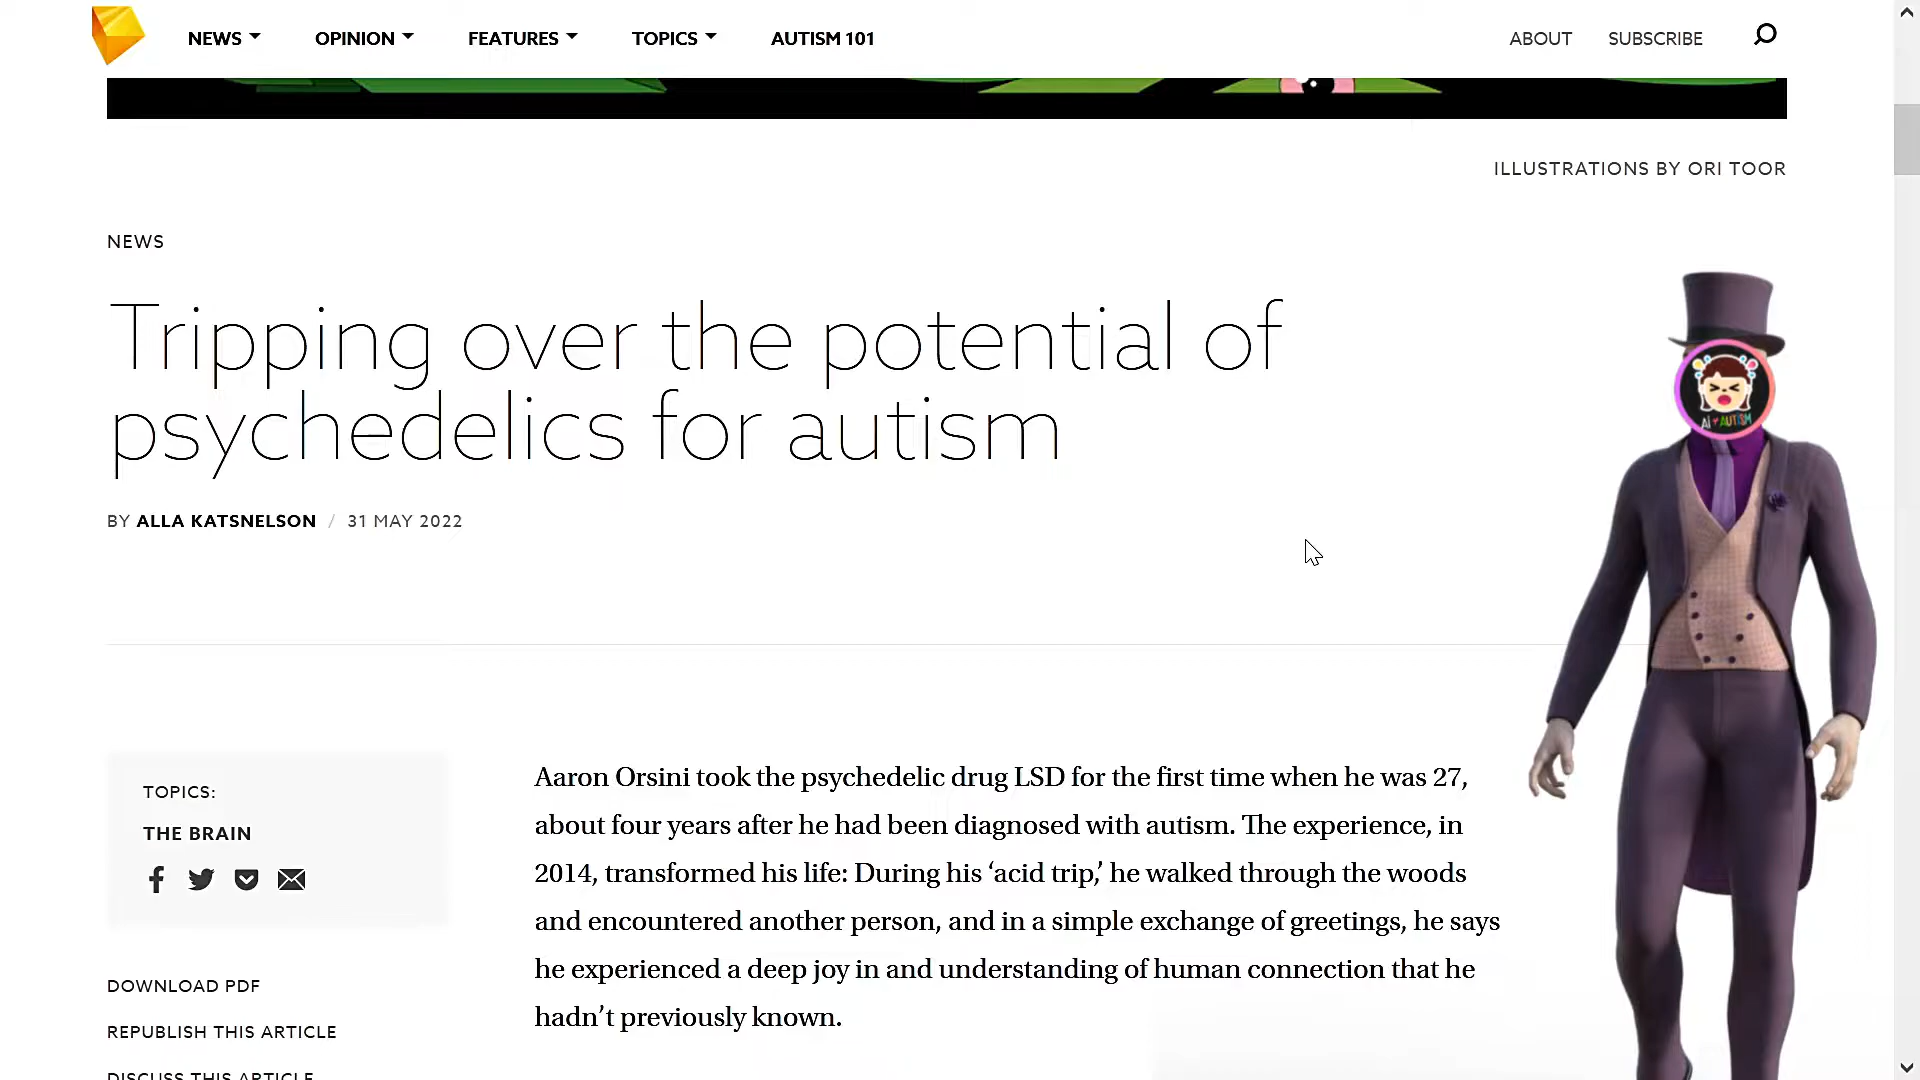 NEWS OPINION FEATURES TOPICS AUTISM 101 ABOUT SUBSCRIBE
ILLUSTRATIONS BY ORI TOOR
NEWS
Tripping over the potential of
psychedelics for autism
BY ALLA KATSNELSON / 31 MAY 2022
AI AUTISM
TOPICS:
THE BRAIN
Aaron Orsini took the psychedelic drug LSD for the first time when he was 27,
about four years after he had been diagnosed with autism. The experience, in
2014, transformed his life: During his ‘acid trip,’ he walked through the woods
and encountered another person, and in a simple exchange of greetings, he says
he experienced a deep joy in and understanding of human connection that he
hadn’t previously known.
DOWNLOAD PDF
REPUBLISH THIS ARTICLE
DISCUSS THIS ARTICLE